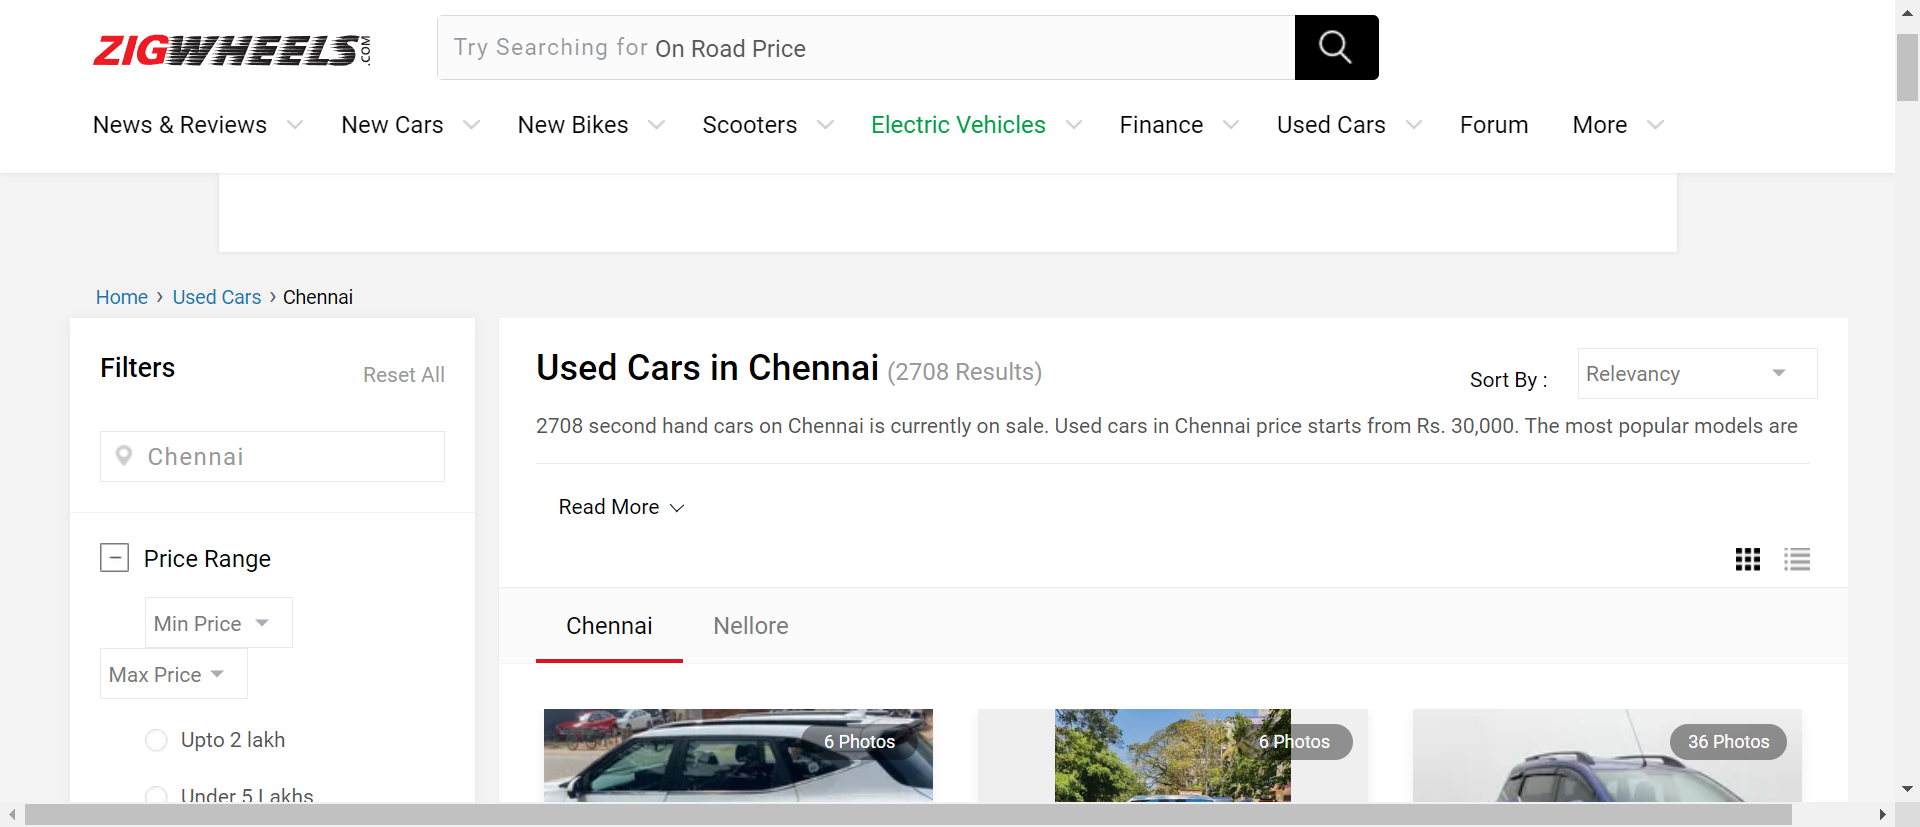 ZIGWHEELS.COM
Try Searching for On Road Price
News & Reviews New Cars New Bikes Scooters Electric Vehicles Finance Used Cars Forum More
Home › Used Cars › Chennai
Filters
Reset All
Chennai
Price Range
Min Price
Max Price
Upto 2 lakh
Under 5 Lakhs
Used Cars in Chennai (2708 Results)
Sort By :
Relevancy
2708 second hand cars on Chennai is currently on sale. Used cars in Chennai price starts from Rs. 30,000. The most popular models are
Read More
Chennai Nellore
6 Photos
6 Photos
36 Photos